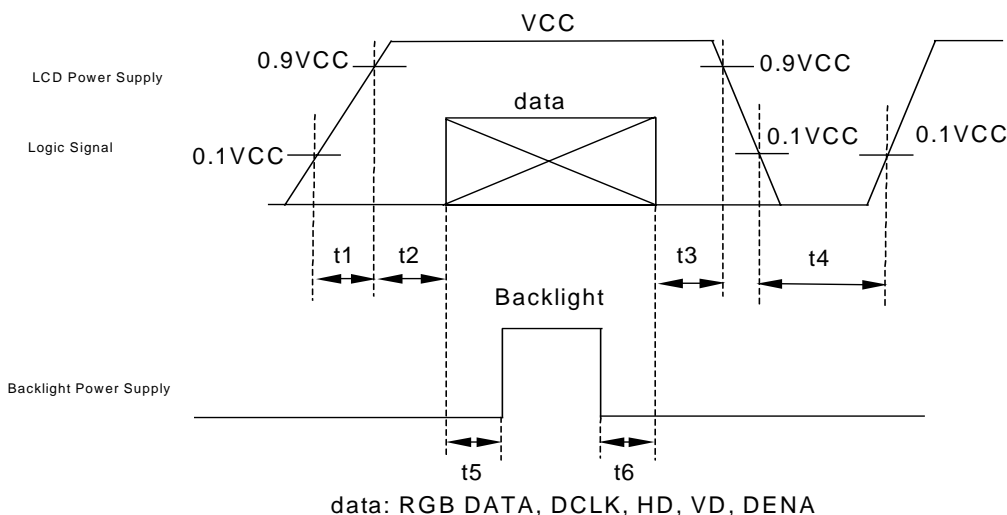 VCC
0.9VCC
0.9VCC
LCD Power Supply
data
Logic Signal
0.1VCC
0.1VCC
0.1VCC
t1
t2
t3
t4
Backlight
Backlight Power Supply
t5
t6
data: RGB DATA, DCLK, HD, VD, DENA